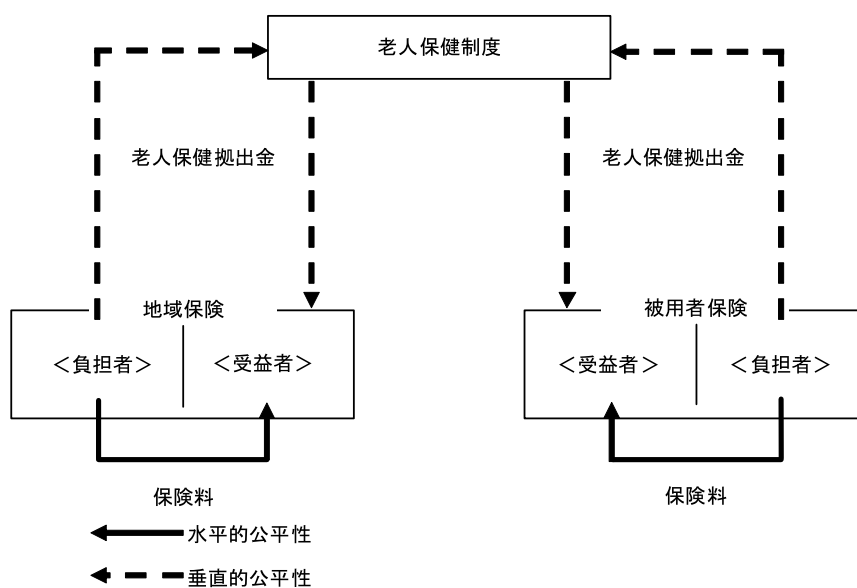 老人保健制度
老人保健拠出金
老人保健拠出金
地域保険
被用者保険
＜負担者＞
＜受益者＞
＜受益者＞
＜負担者＞
保険料
保険料
水平的公平性
垂直的公平性